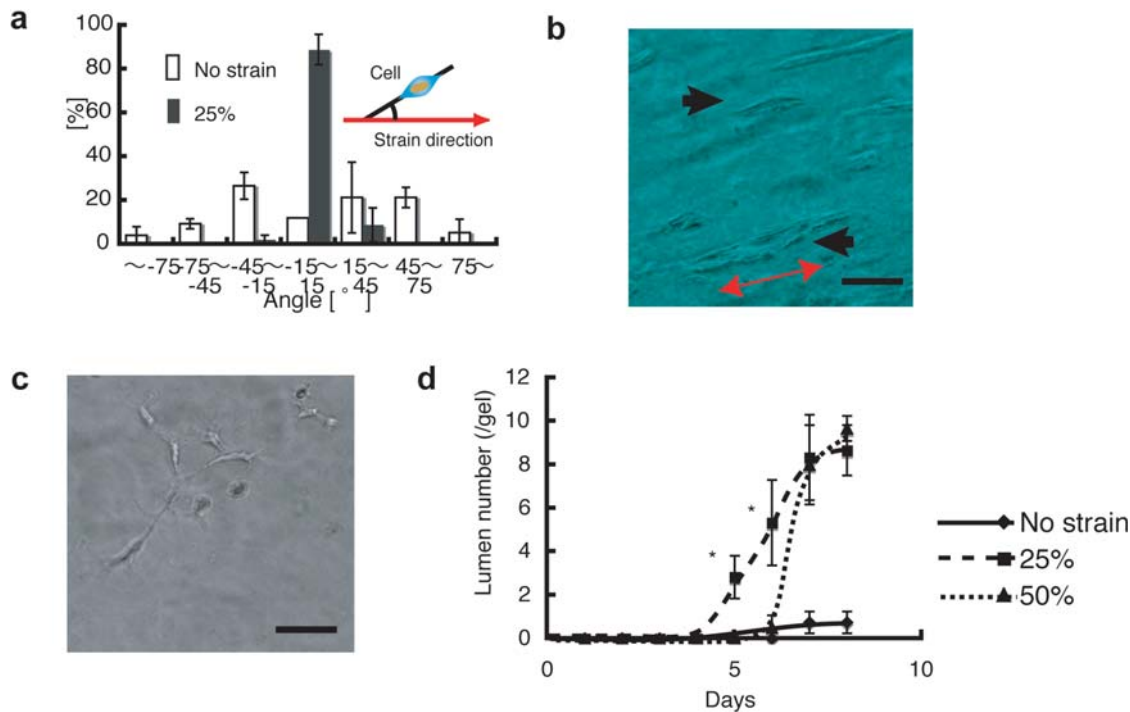 a
100
80
60
40
20
0
[%]
No strain
25%
Cell
Strain direction
～-75 -75～ -45～ -15～ 15～ 45～ 75～
-45 -15 15 45 75
Angle [ ° ]
b
c
d
12
10
8
6
4
2
0
Lumen number (/gel)
* *
0 5 10
Days
No strain
25%
50%